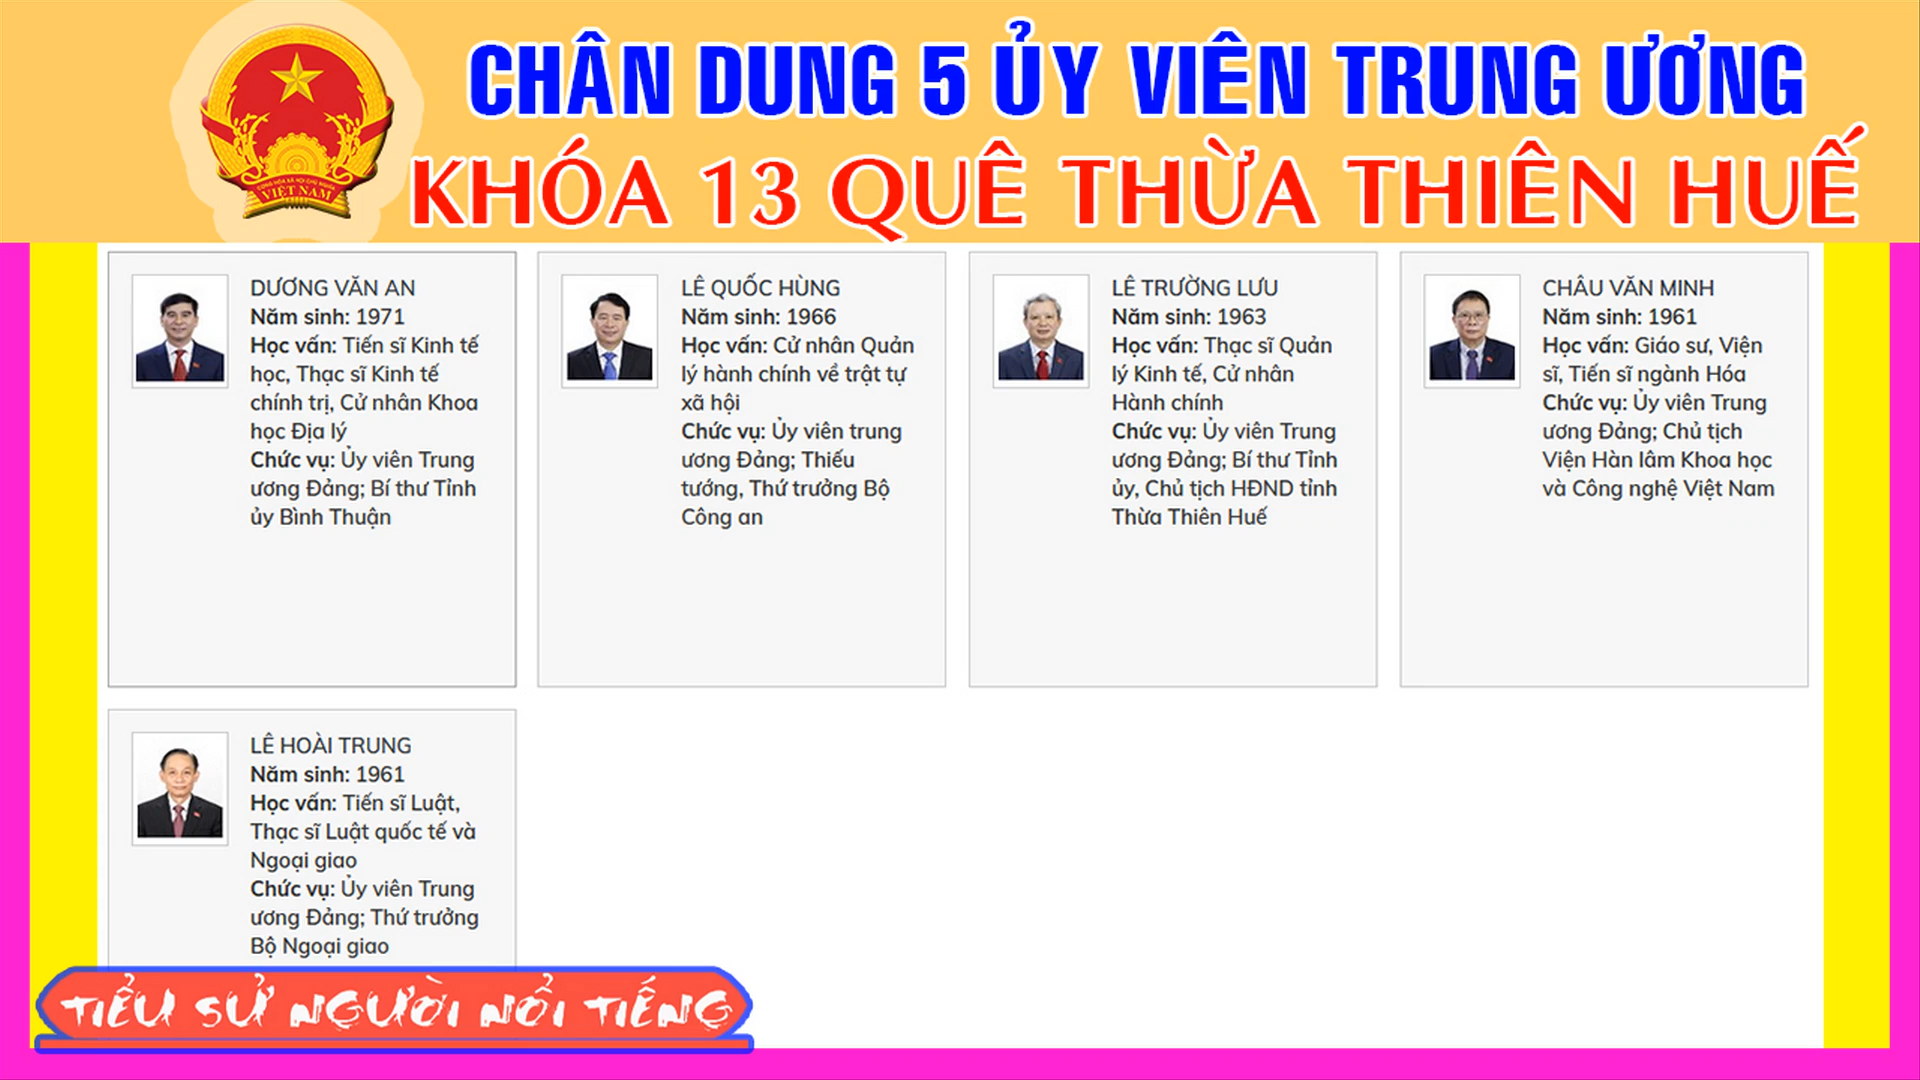 CHÂN DUNG 5 ỦY VIÊN TRUNG ƯƠNG
KHÓA 13 QUÊ THỪA THIÊN HUẾ
CỘNG HÒA XÃ HỘI CHỦ NGHĨA
VIỆT NAM
DƯƠNG VĂN AN
Năm sinh: 1971
Học vấn: Tiến sĩ Kinh tế
học, Thạc sĩ Kinh tế
chính trị, Cử nhân Khoa
học Địa lý
Chức vụ: Ủy viên Trung
ương Đảng; Bí thư Tỉnh
ủy Bình Thuận
LÊ QUỐC HÙNG
Năm sinh: 1966
Học vấn: Cử nhân Quản
lý hành chính về trật tự
xã hội
Chức vụ: Ủy viên trung
ương Đảng; Thiếu
tướng, Thứ trưởng Bộ
Công an
LÊ TRƯỜNG LƯU
Năm sinh: 1963
Học vấn: Thạc sĩ Quản
lý Kinh tế, Cử nhân
Hành chính
Chức vụ: Ủy viên Trung
ương Đảng; Bí thư Tỉnh
ủy, Chủ tịch HĐND tỉnh
Thừa Thiên Huế
CHÂU VĂN MINH
Năm sinh: 1961
Học vấn: Giáo sư, Viện
sĩ, Tiến sĩ ngành Hóa
Chức vụ: Ủy viên Trung
ương Đảng; Chủ tịch
Viện Hàn lâm Khoa học
và Công nghệ Việt Nam
LÊ HOÀI TRUNG
Năm sinh: 1961
Học vấn: Tiến sĩ Luật,
Thạc sĩ Luật quốc tế và
Ngoại giao
Chức vụ: Ủy viên Trung
ương Đảng; Thứ trưởng
Bộ Ngoại giao
TIỂU SỬ NGƯỜI NỔI TIẾNG